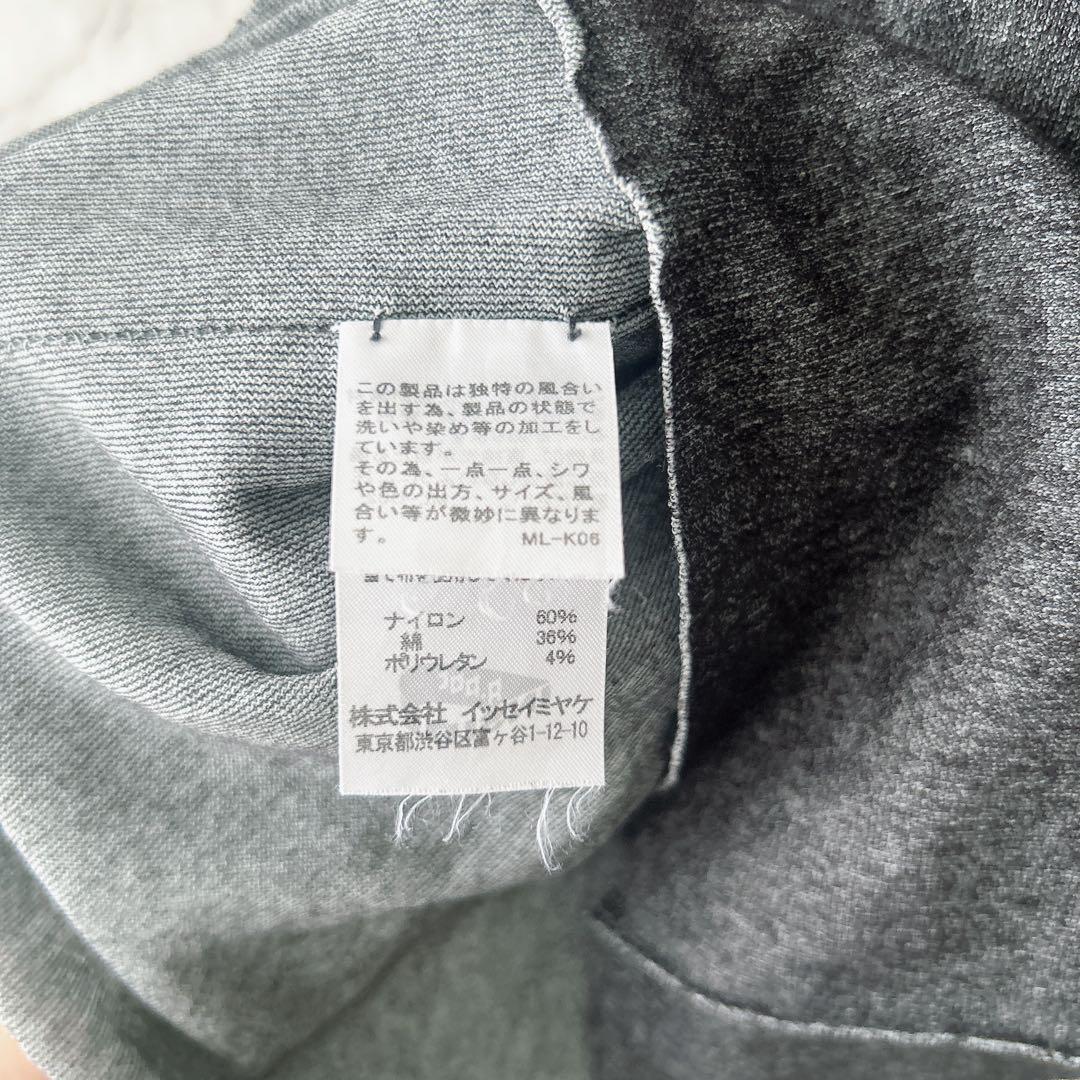 この製品は独特の風合い
を出す為、製品の状態で
洗いや染め等の加工をし
ています。
その為、一点一点、シワ
や色の出方、サイズ、風
合い等が微妙に異なりま
す。 ML-K06
ナイロン 60%
綿 36%
ポリウレタン 4%
株式会社 イッセイミヤケ
東京都渋谷区富ヶ谷1-12-10